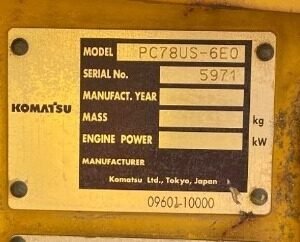 MODEL PC78US-6E0
SERIAL No. 5971
MANUFACT. YEAR
KOMATSU
MASS kg
ENGINE POWER kW
MANUFACTURER
Komatsu Ltd., Tokyo, Japan
09601-10000